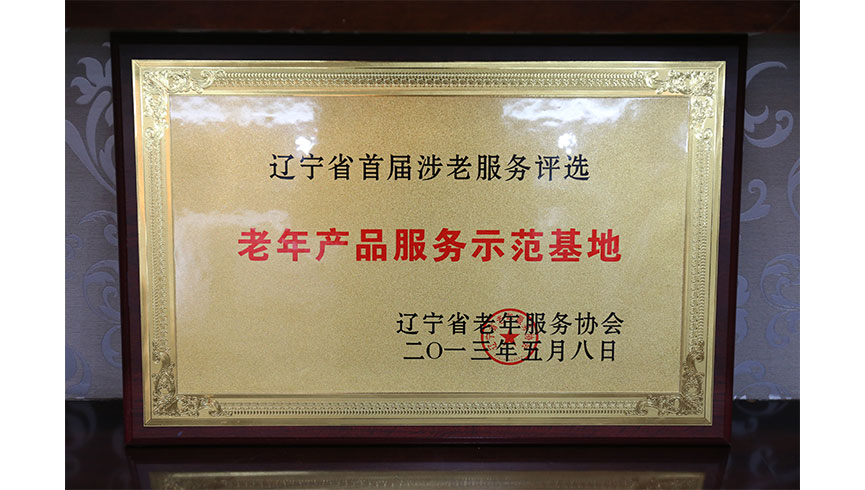 辽宁省首届涉老服务评选
老年产品服务示范基地
辽宁省老年服务协会
二〇一三年五月八日